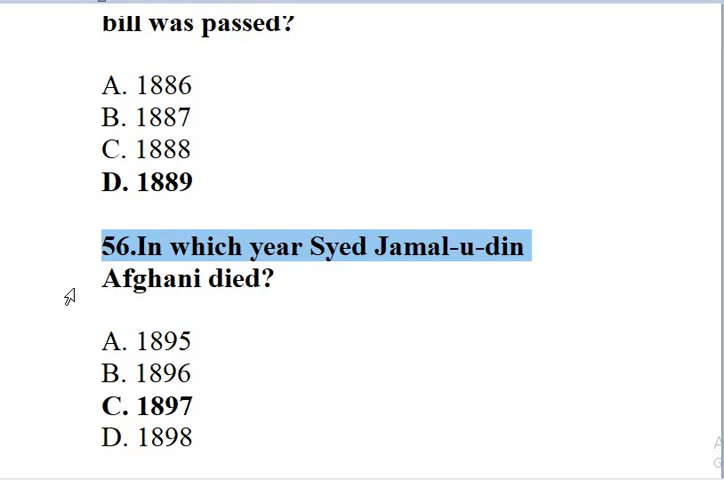 bill was passed?
A. 1886
B. 1887
C. 1888
D. 1889
56.In which year Syed Jamal-u-din
Afghani died?
A. 1895
B. 1896
C. 1897
D. 1898
A
G